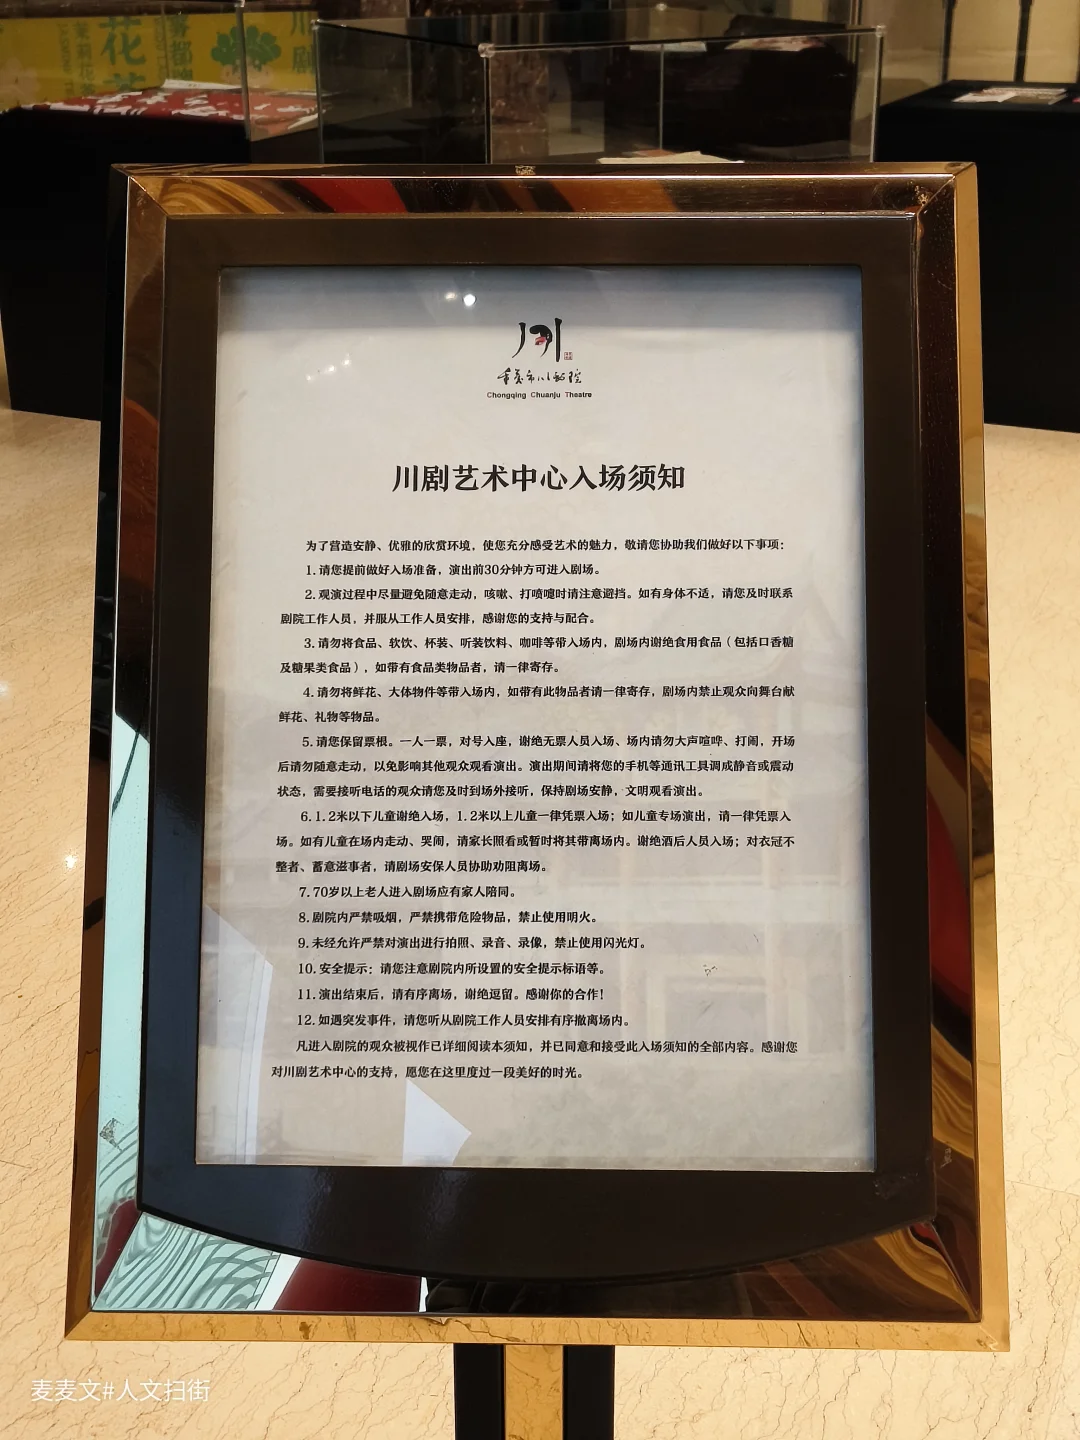 花
川剧
重庆市川剧院
Chongqing Chuanju Theatre
川剧艺术中心入场须知
为了营造安静、优雅的欣赏环境，使您充分感受艺术的魅力，敬请您协助我们做好以下事项：
1.请您提前做好入场准备，演出前30分钟方可进入剧场。
2.观演过程中尽量避免随意走动，咳嗽、打喷嚏时请注意避挡。如有身体不适，请您及时联系
剧院工作人员，并服从工作人员安排，感谢您的支持与配合。
3.请勿将食品、软饮、杯装、听装饮料、咖啡等带入场内，剧场内谢绝食用食品（包括口香糖
及糖果类食品），如带有食品类物品者，请一律寄存。
4.请勿将鲜花、大体物件等带入场内，如带有此物品者请一律寄存，剧场内禁止观众向舞台献
鲜花、礼物等物品。
5.请您保留票根。一人一票，对号入座，谢绝无票人员入场、场内请勿大声喧哗、打闹，开场
后请勿随意走动，以免影响其他观众观看演出。演出期间请将您的手机等通讯工具调成静音或震动
状态，需要接听电话的观众请您及时到场外接听，保持剧场安静，文明观看演出。
6.1.2米以下儿童谢绝入场，1.2米以上儿童一律凭票入场；如儿童专场演出，请一律凭票入
场。如有儿童在场内走动、哭闹，请家长照看或暂时将其带离场内。谢绝酒后人员入场；对衣冠不
整者、蓄意滋事者，请剧场安保人员协助劝阻离场。
7.70岁以上老人进入剧场应有家人陪同。
8.剧院内严禁吸烟，严禁携带危险物品，禁止使用明火。
9.未经允许严禁对演出进行拍照、录音、录像，禁止使用闪光灯。
10.安全提示：请您注意剧院内所设置的安全提示标语等。
11.演出结束后，请有序离场，谢绝逗留。感谢你的合作！
12.如遇突发事件，请您听从剧院工作人员安排有序撤离场内。
凡进入剧院的观众被视作已详细阅读本须知，并已同意和接受此入场须知的全部内容。感谢您
对川剧艺术中心的支持，愿您在这里度过一段美好的时光。
麦麦文#人文扫街